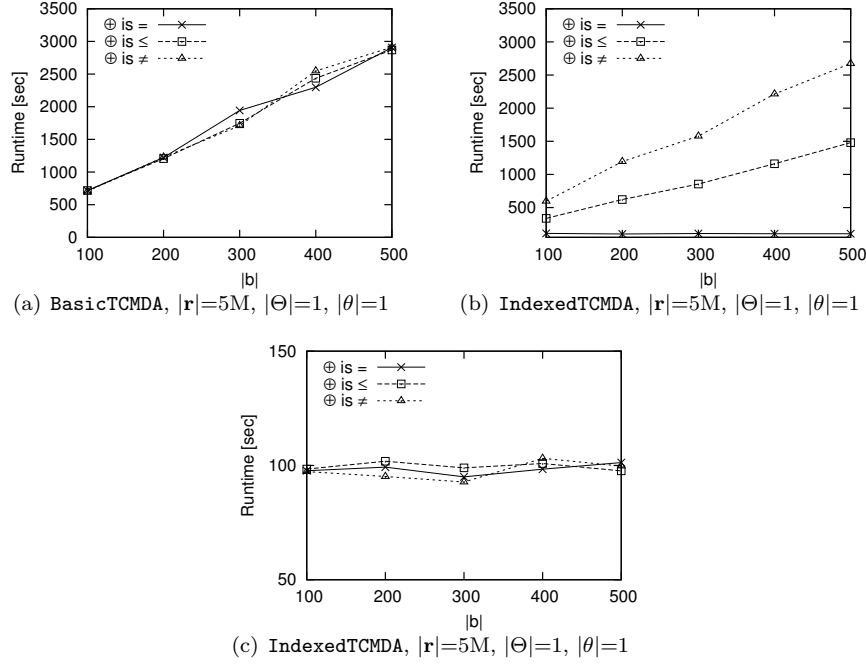 3500
3000
2500
2000
1500
1000
500
0
Runtime [sec]
⊕ is =
⊕ is ≤
⊕ is ≠
100 200 300 400 500
|b|
(a) BasicTCMDA, |r|=5M, |Θ|=1, |θ|=1
3500
3000
2500
2000
1500
1000
500
Runtime [sec]
⊕ is =
⊕ is ≤
⊕ is ≠
100 200 300 400 500
|b|
(b) IndexedTCMDA, |r|=5M, |Θ|=1, |θ|=1
150
100
50
Runtime [sec]
⊕ is =
⊕ is ≤
⊕ is ≠
100 200 300 400 500
|b|
(c) IndexedTCMDA, |r|=5M, |Θ|=1, |θ|=1